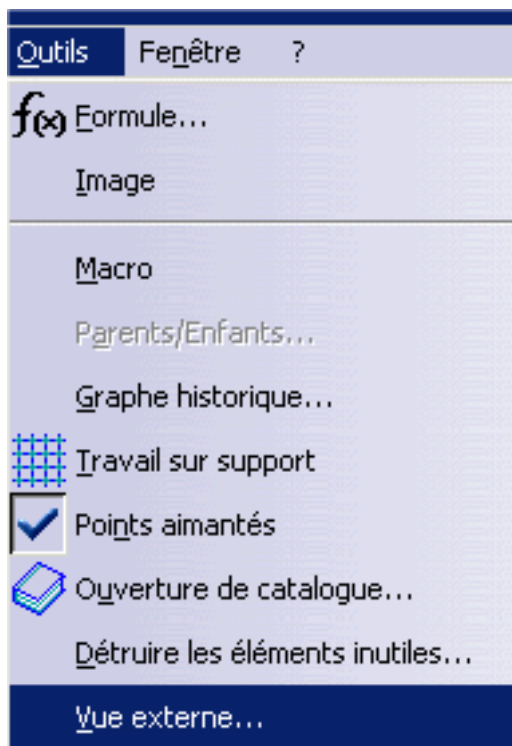 Outils Fenêtre ?
f(x) Formule...
Image
Macro
Parents/Enfants...
Graphe historique...
Travail sur support
Points aimantés
Ouverture de catalogue...
Détruire les éléments inutiles...
Vue externe...